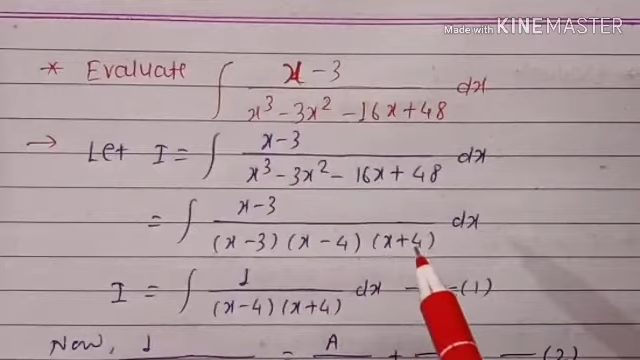 Made with KINEMASTER
* Evaluate ∫ x-3 / x³-3x²-16x+48 dx
→ Let I = ∫ x-3 / x³-3x²-16x+48 dx
= ∫ x-3 / (x-3)(x-4)(x+4) dx
I = ∫ 1 / (x-4)(x+4) dx — (1)
Now, 1 = A + — (2)